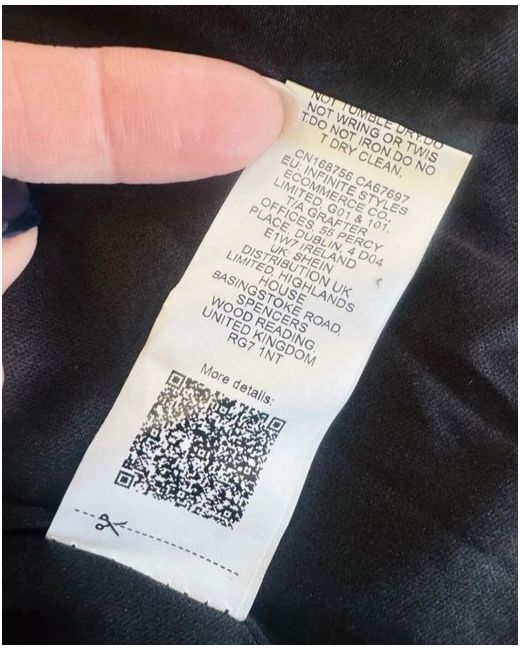 NOT TUMBLE DRY.DO
NOT WRING OR TWIS
T.DO NOT IRON.DO NO
T DRY CLEAN.
CN168756 CA67697
EU: INFINITE STYLES
ECOMMERCE CO.,
LIMITED, G01 & 101,
T/A GRAFTER
OFFICES, 55 PERCY
PLACE, DUBLIN, 4 D04
E1W7 IRELAND
UK: SHEIN
DISTRIBUTION UK
LIMITED, HIGHLANDS
HOUSE
BASINGSTOKE ROAD,
SPENCERS
WOOD READING,
UNITED KINGDOM
RG7 1NT
More details: